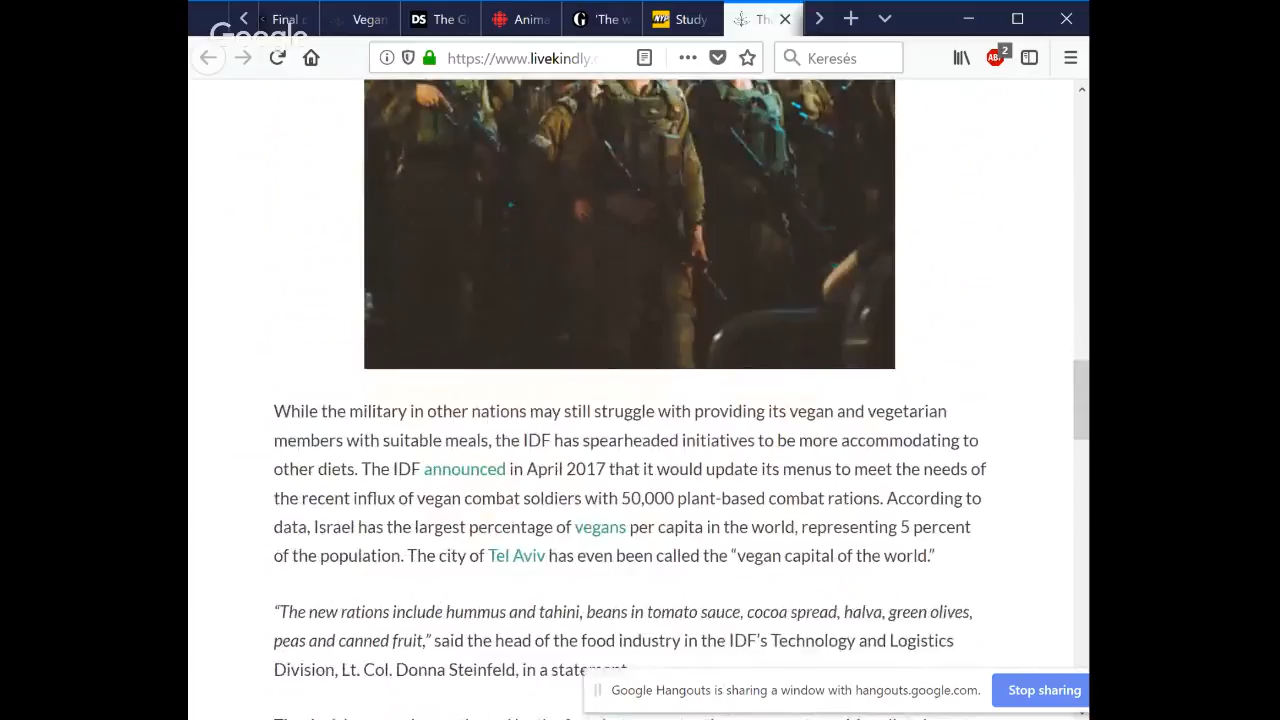 Final
Vegan
DS The G
Anima
G 'The w
NYP Study
Th
Google
https://www.livekindly.c
Keresés
ABP 2
While the military in other nations may still struggle with providing its vegan and vegetarian
members with suitable meals, the IDF has spearheaded initiatives to be more accommodating to
other diets. The IDF announced in April 2017 that it would update its menus to meet the needs of
the recent influx of vegan combat soldiers with 50,000 plant-based combat rations. According to
data, Israel has the largest percentage of vegans per capita in the world, representing 5 percent
of the population. The city of Tel Aviv has even been called the “vegan capital of the world.”
“The new rations include hummus and tahini, beans in tomato sauce, cocoa spread, halva, green olives,
peas and canned fruit,” said the head of the food industry in the IDF’s Technology and Logistics
Division, Lt. Col. Donna Steinfeld, in a statement.
Google Hangouts is sharing a window with hangouts.google.com.
Stop sharing